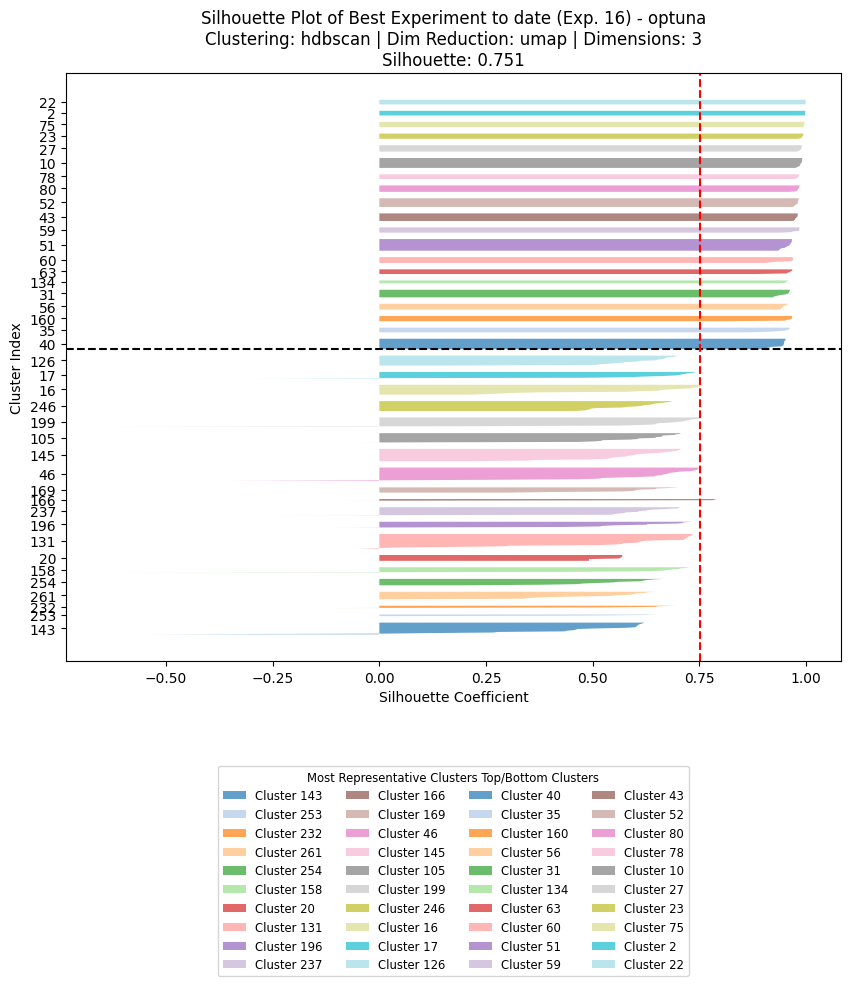 Silhouette Plot of Best Experiment to date (Exp. 16) - optuna
Clustering: hdbscan | Dim Reduction: umap | Dimensions: 3
Silhouette: 0.751
Cluster Index
22
2
75
23
27
10
78
80
52
43
59
51
60
63
134
31
56
160
35
40
126
17
16
246
199
105
145
46
169
166
237
196
131
20
158
254
261
232
253
143
−0.50 −0.25 0.00 0.25 0.50 0.75 1.00
Silhouette Coefficient
Most Representative Clusters Top/Bottom Clusters
Cluster 143 Cluster 166 Cluster 40 Cluster 43
Cluster 253 Cluster 169 Cluster 35 Cluster 52
Cluster 232 Cluster 46 Cluster 160 Cluster 80
Cluster 261 Cluster 145 Cluster 56 Cluster 78
Cluster 254 Cluster 105 Cluster 31 Cluster 10
Cluster 158 Cluster 199 Cluster 134 Cluster 27
Cluster 20 Cluster 246 Cluster 63 Cluster 23
Cluster 131 Cluster 16 Cluster 60 Cluster 75
Cluster 196 Cluster 17 Cluster 51 Cluster 2
Cluster 237 Cluster 126 Cluster 59 Cluster 22